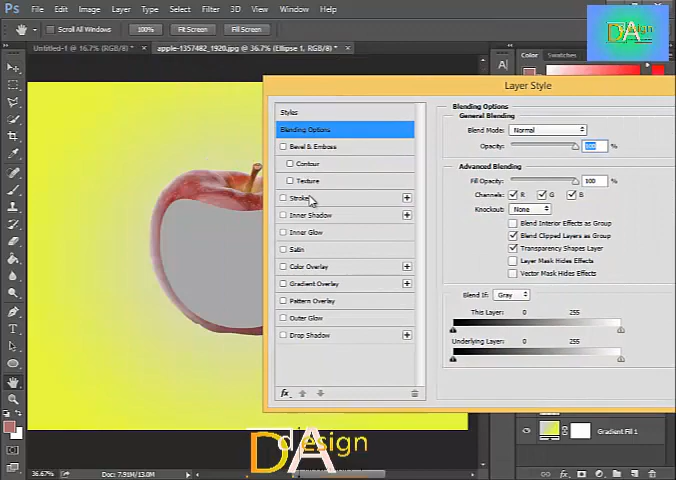 Ps File Edit Image Layer Type Select Filter 3D View Window Help
Scroll All Windows 100% Fit Screen Fill Screen
DA
design
Untitled-1 @ 16.7% (RGB/8) * × apple-1357482_1920.jpg @ 36.7% (Ellipse 1, RGB/8) * ×
Color Swatches
Layer Style
Styles
Blending Options
Bevel & Emboss
Contour
Texture
Stroke
Inner Shadow
Inner Glow
Satin
Color Overlay
Gradient Overlay
Pattern Overlay
Outer Glow
Drop Shadow
fx
Blending Options
General Blending
Blend Mode: Normal
Opacity: 100 %
Advanced Blending
Fill Opacity: 100 %
Channels: R G B
Knockout: None
Blend Interior Effects as Group
Blend Clipped Layers as Group
Transparency Shapes Layer
Layer Mask Hides Effects
Vector Mask Hides Effects
Blend If: Gray
This Layer: 0 255
Underlying Layer: 0 255
Gradient Fill 1
DA
design
36.67% Doc: 7.91M/13.0M
fx